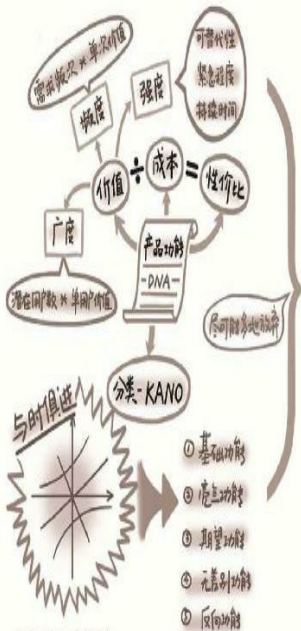 需求频次 * 单次价值
可替代性
紧急程度
持续时间
频度
强度
价值 ÷ 成本 = 性价比
广度
潜在用户数 * 单用户价值
产品功能
-DNA-
尽可能多地放弃
分类-KANO
与时俱进
① 基础功能
② 亮点功能
③ 期望功能
④ 无差别功能
⑤ 反向功能